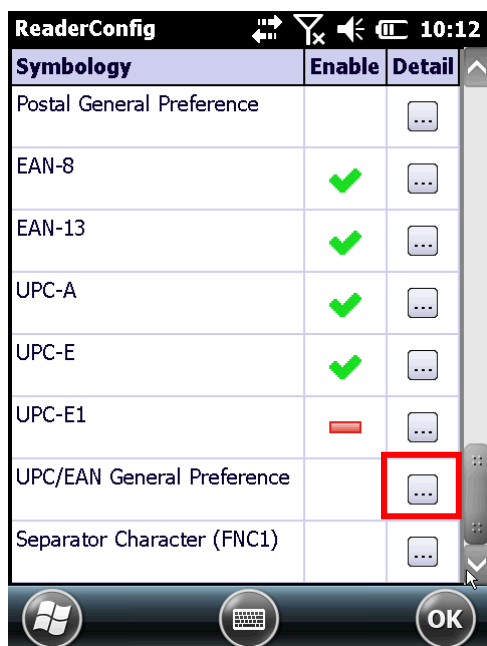 ReaderConfig 10:12
Symbology Enable Detail
Postal General Preference ...
EAN-8 ...
EAN-13 ...
UPC-A ...
UPC-E ...
UPC-E1 ...
UPC/EAN General Preference ...
Separator Character (FNC1) ...
OK